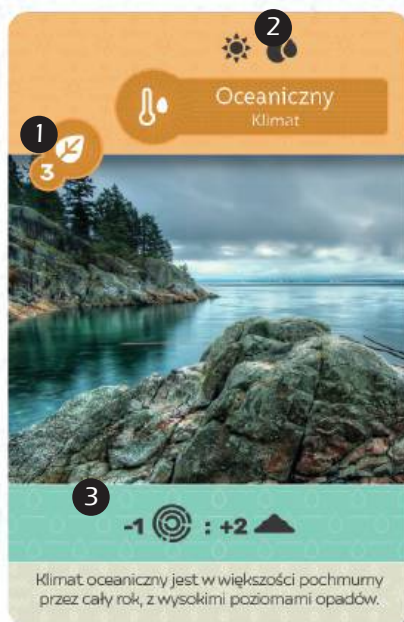 2
Oceaniczny
Klimat
1
3
3
-1 : +2
Klimat oceaniczny jest w większości pochmurny
przez cały rok, z wysokimi poziomami opadów.